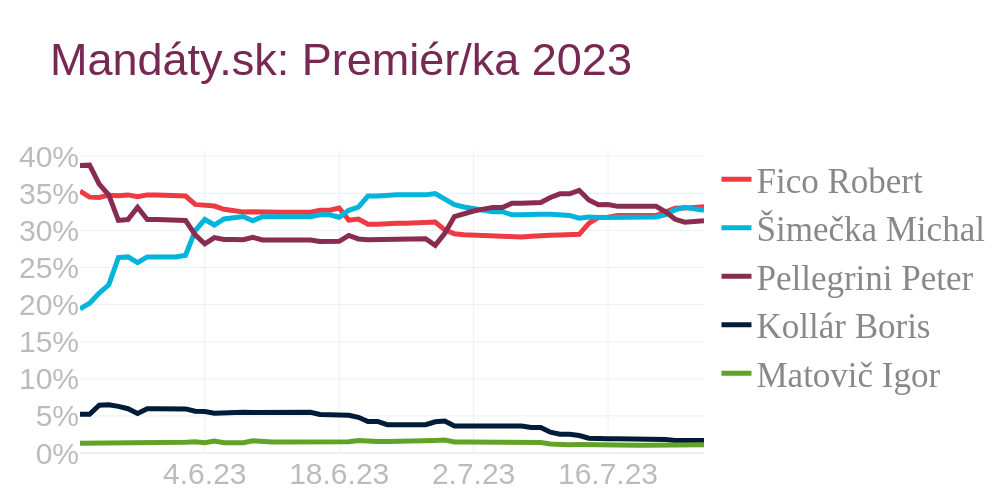 Mandáty.sk: Premiér/ka 2023
40%
35%
30%
25%
20%
15%
10%
5%
0%
4.6.23 18.6.23 2.7.23 16.7.23
Fico Robert
Šimečka Michal
Pellegrini Peter
Kollár Boris
Matovič Igor